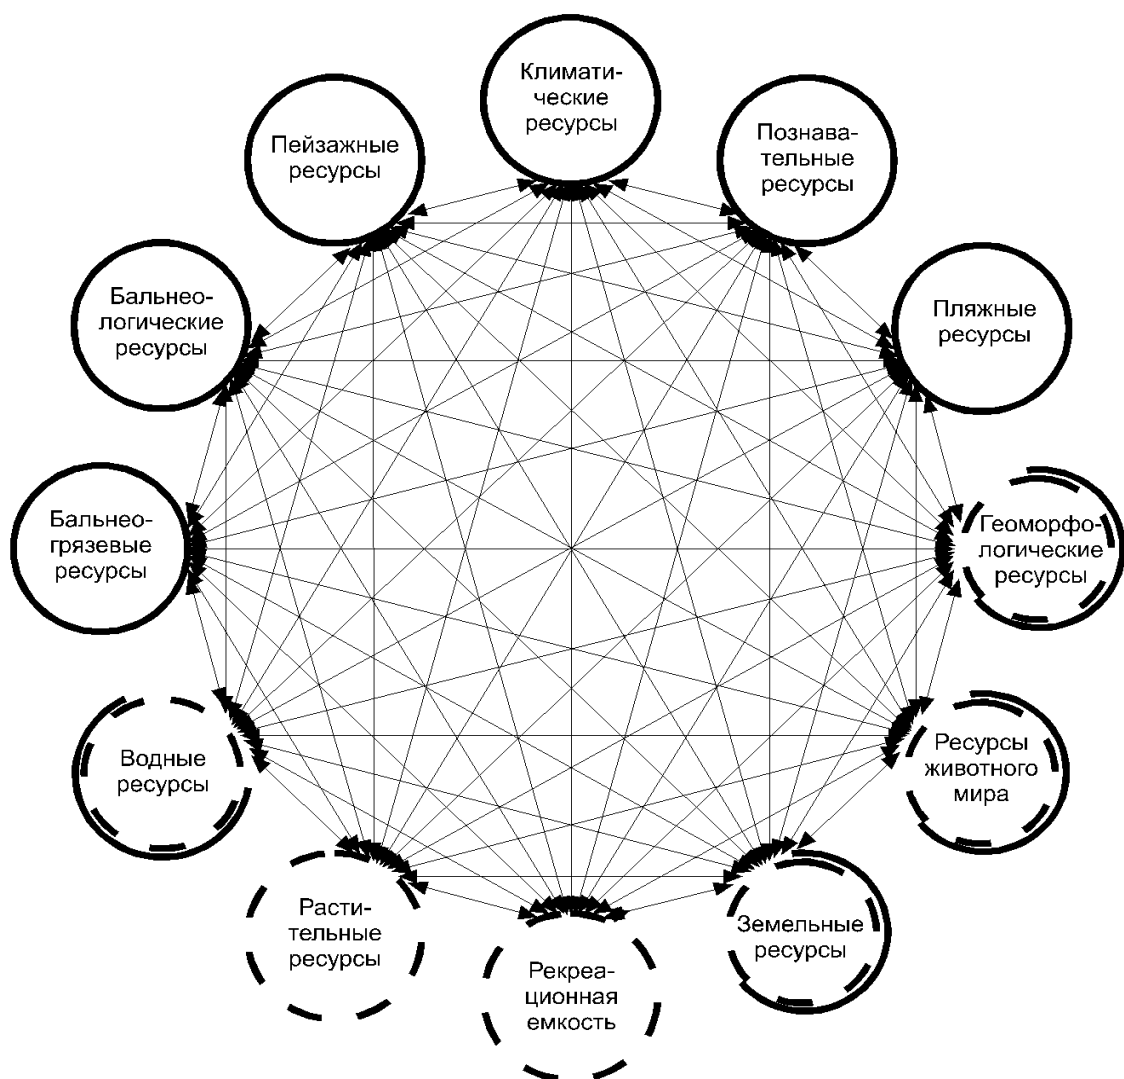 Климати-
ческие
ресурсы
Познава-
тельные
ресурсы
Пляжные
ресурсы
Геоморфо-
логические
ресурсы
Ресурсы
животного
мира
Земельные
ресурсы
Рекреа-
ционная
емкость
Расти-
тельные
ресурсы
Водные
ресурсы
Бальнео-
грязевые
ресурсы
Бальнео-
логические
ресурсы
Пейзажные
ресурсы